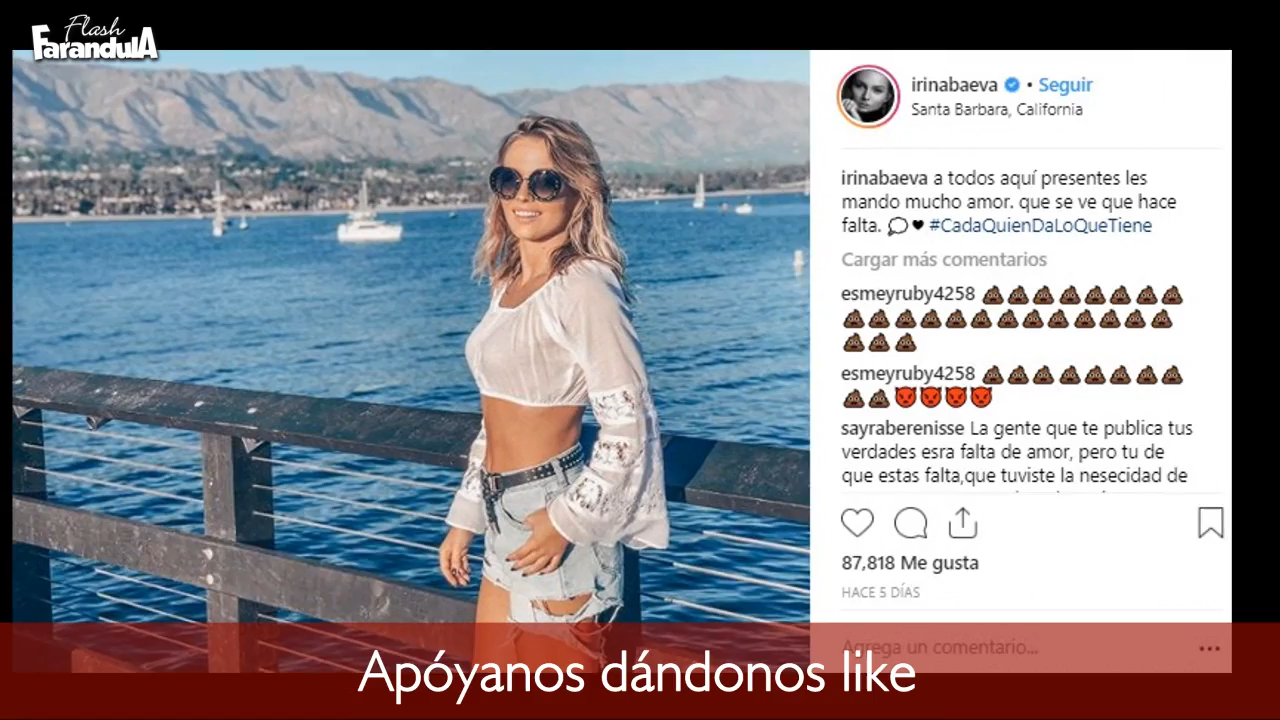 Flash
FarándulA
irinabaeva • Seguir
Santa Barbara, California
irinabaeva a todos aquí presentes les
mando mucho amor. que se ve que hace
falta. 💭🖤 #CadaQuienDaLoQueTiene
Cargar más comentarios
esmeyruby4258 💩💩💩💩💩💩💩💩
💩💩💩💩💩💩💩💩💩💩💩💩💩
💩💩💩
esmeyruby4258 💩💩💩💩💩💩💩💩
💩💩👿👿👿👿
sayraberenisse La gente que te publica tus
verdades esra falta de amor, pero tu de
que estas falta,que tuviste la nesecidad de
87,818 Me gusta
HACE 5 DÍAS
Agrega un comentario...
Apóyanos dándonos like